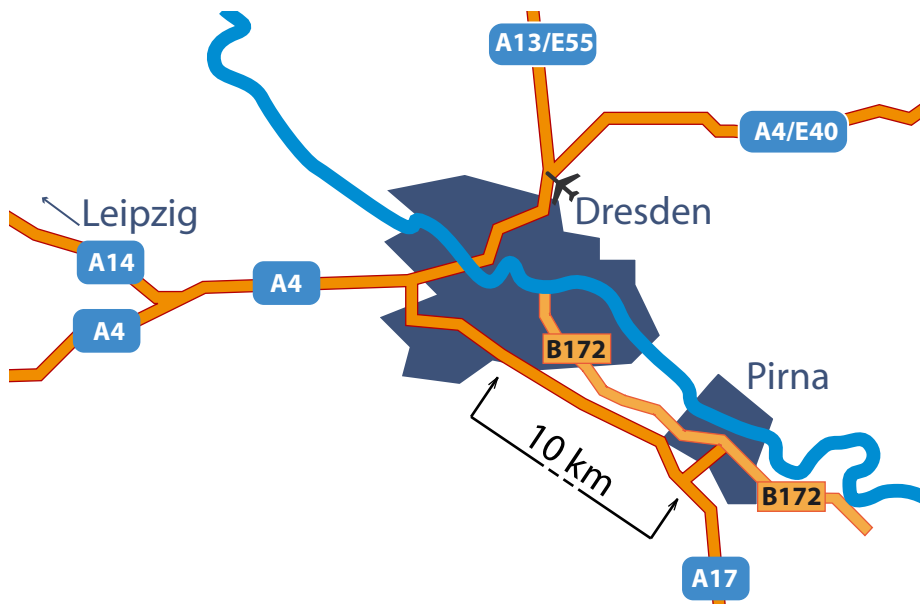 A13/E55
A4/E40
Leipzig
Dresden
A14
A4
A4
B172
Pirna
10 km
B172
A17